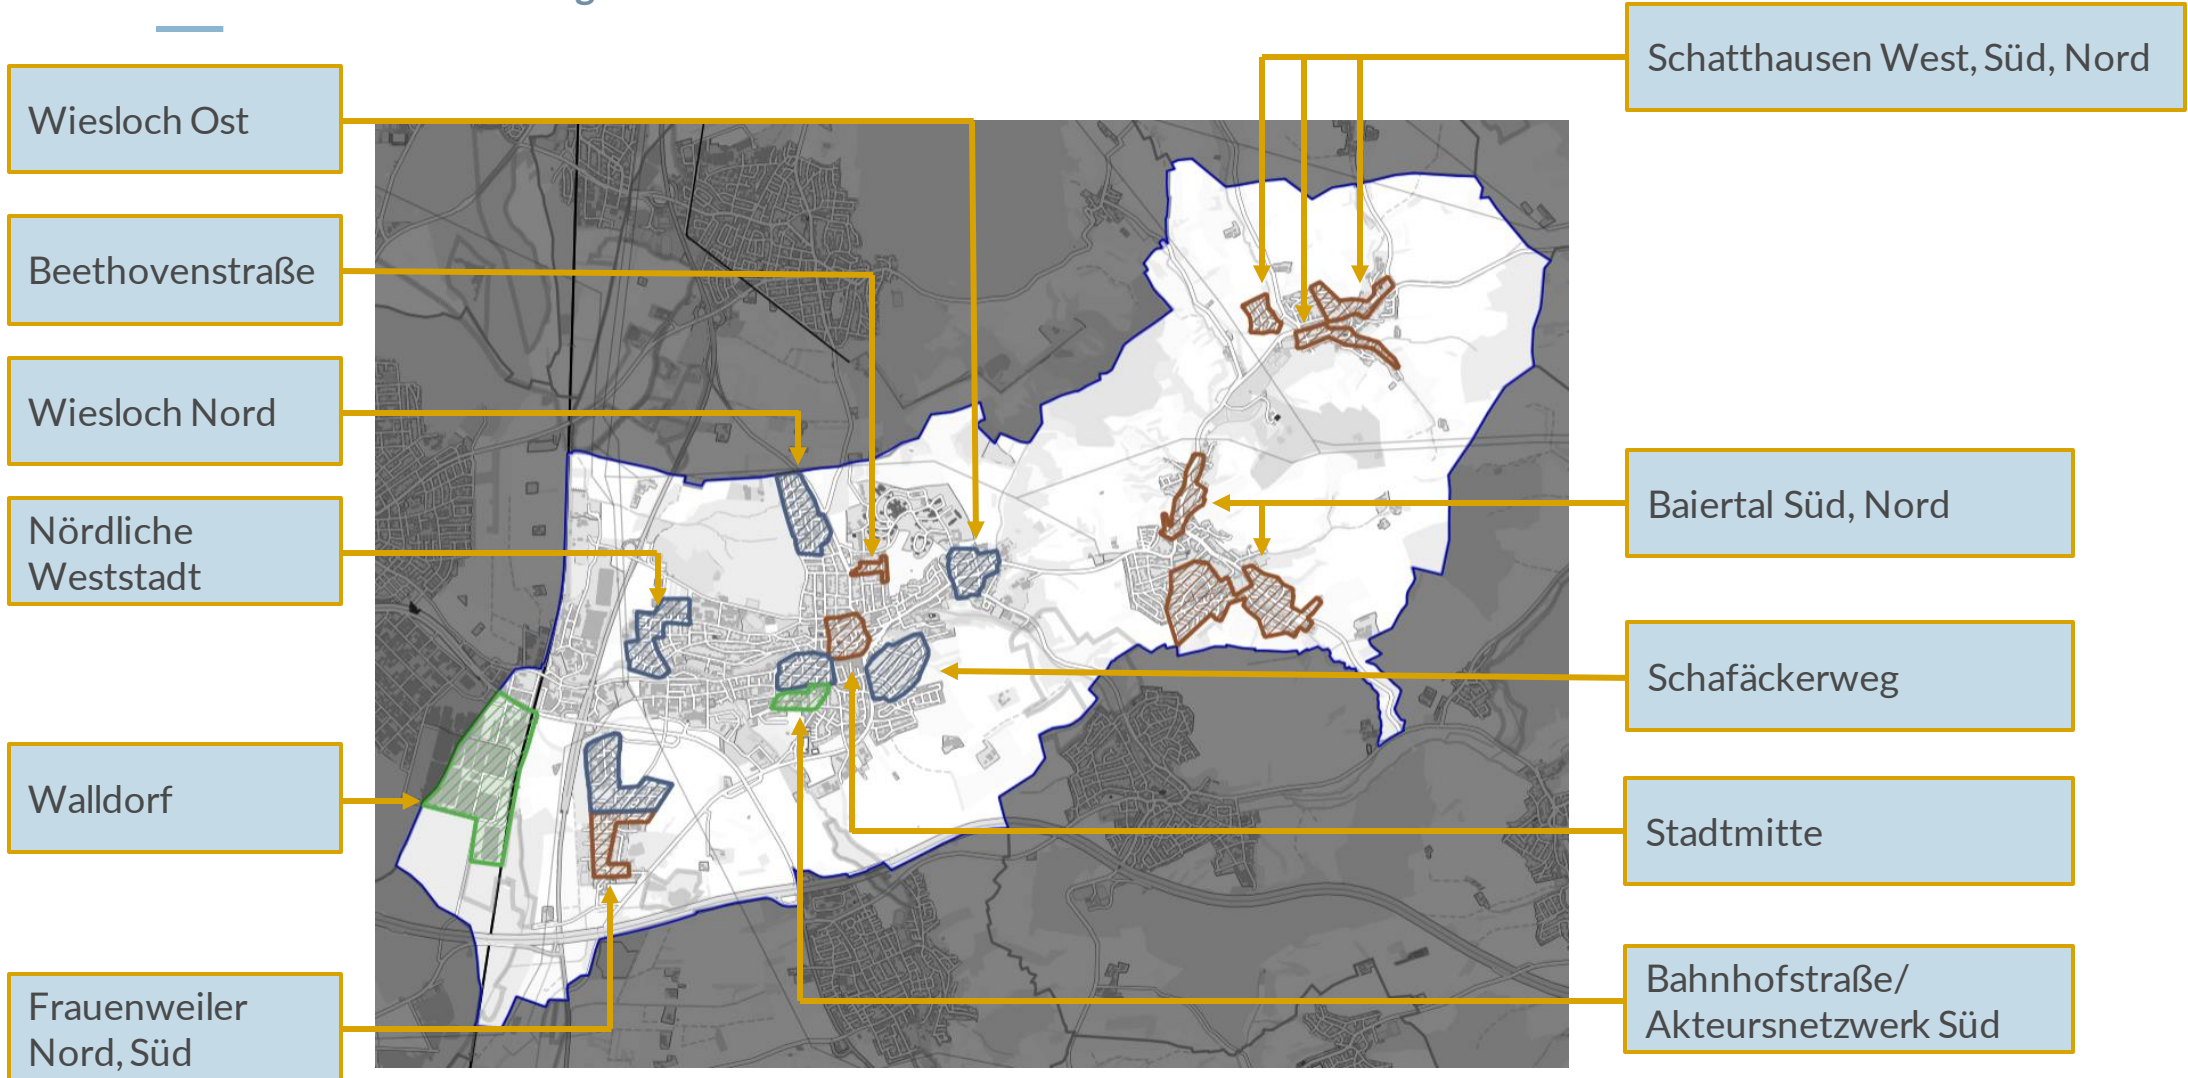 Wiesloch Ost
Beethovenstraße
Wiesloch Nord
Nördliche
Weststadt
Walldorf
Frauenweiler
Nord, Süd
Schatthausen West, Süd, Nord
Baiertal Süd, Nord
Schafäckerweg
Stadtmitte
Bahnhofstraße/
Akteursnetzwerk Süd